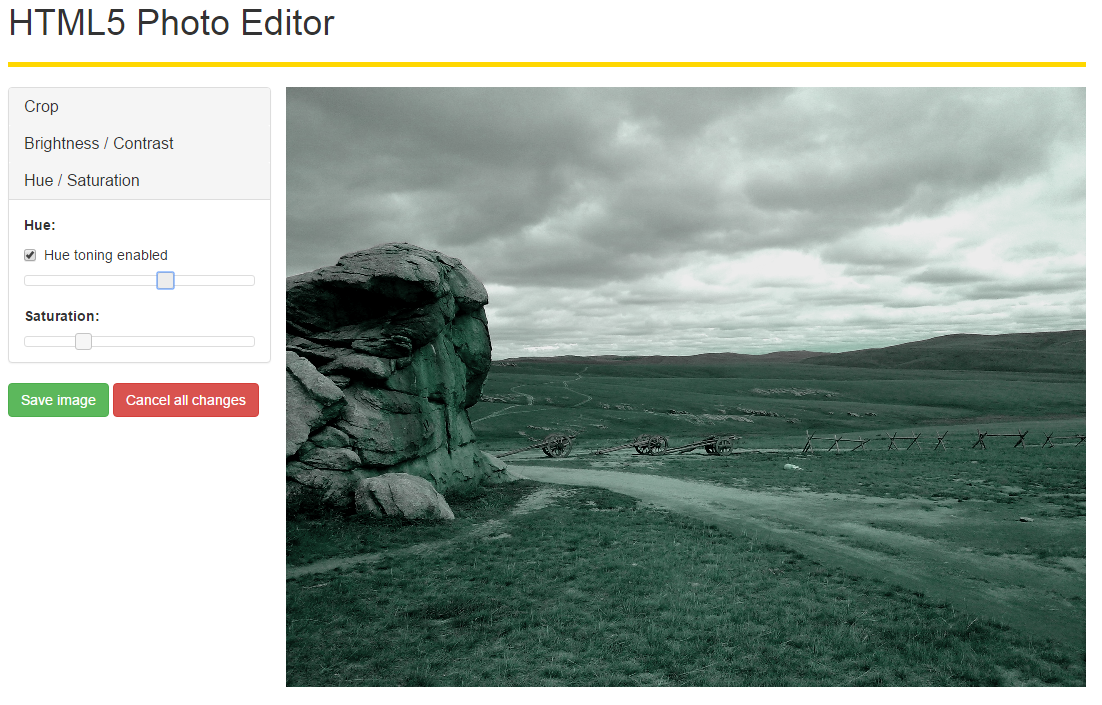 HTML5 Photo Editor
Crop
Brightness / Contrast
Hue / Saturation
Hue:
Hue toning enabled
Saturation:
Save image
Cancel all changes